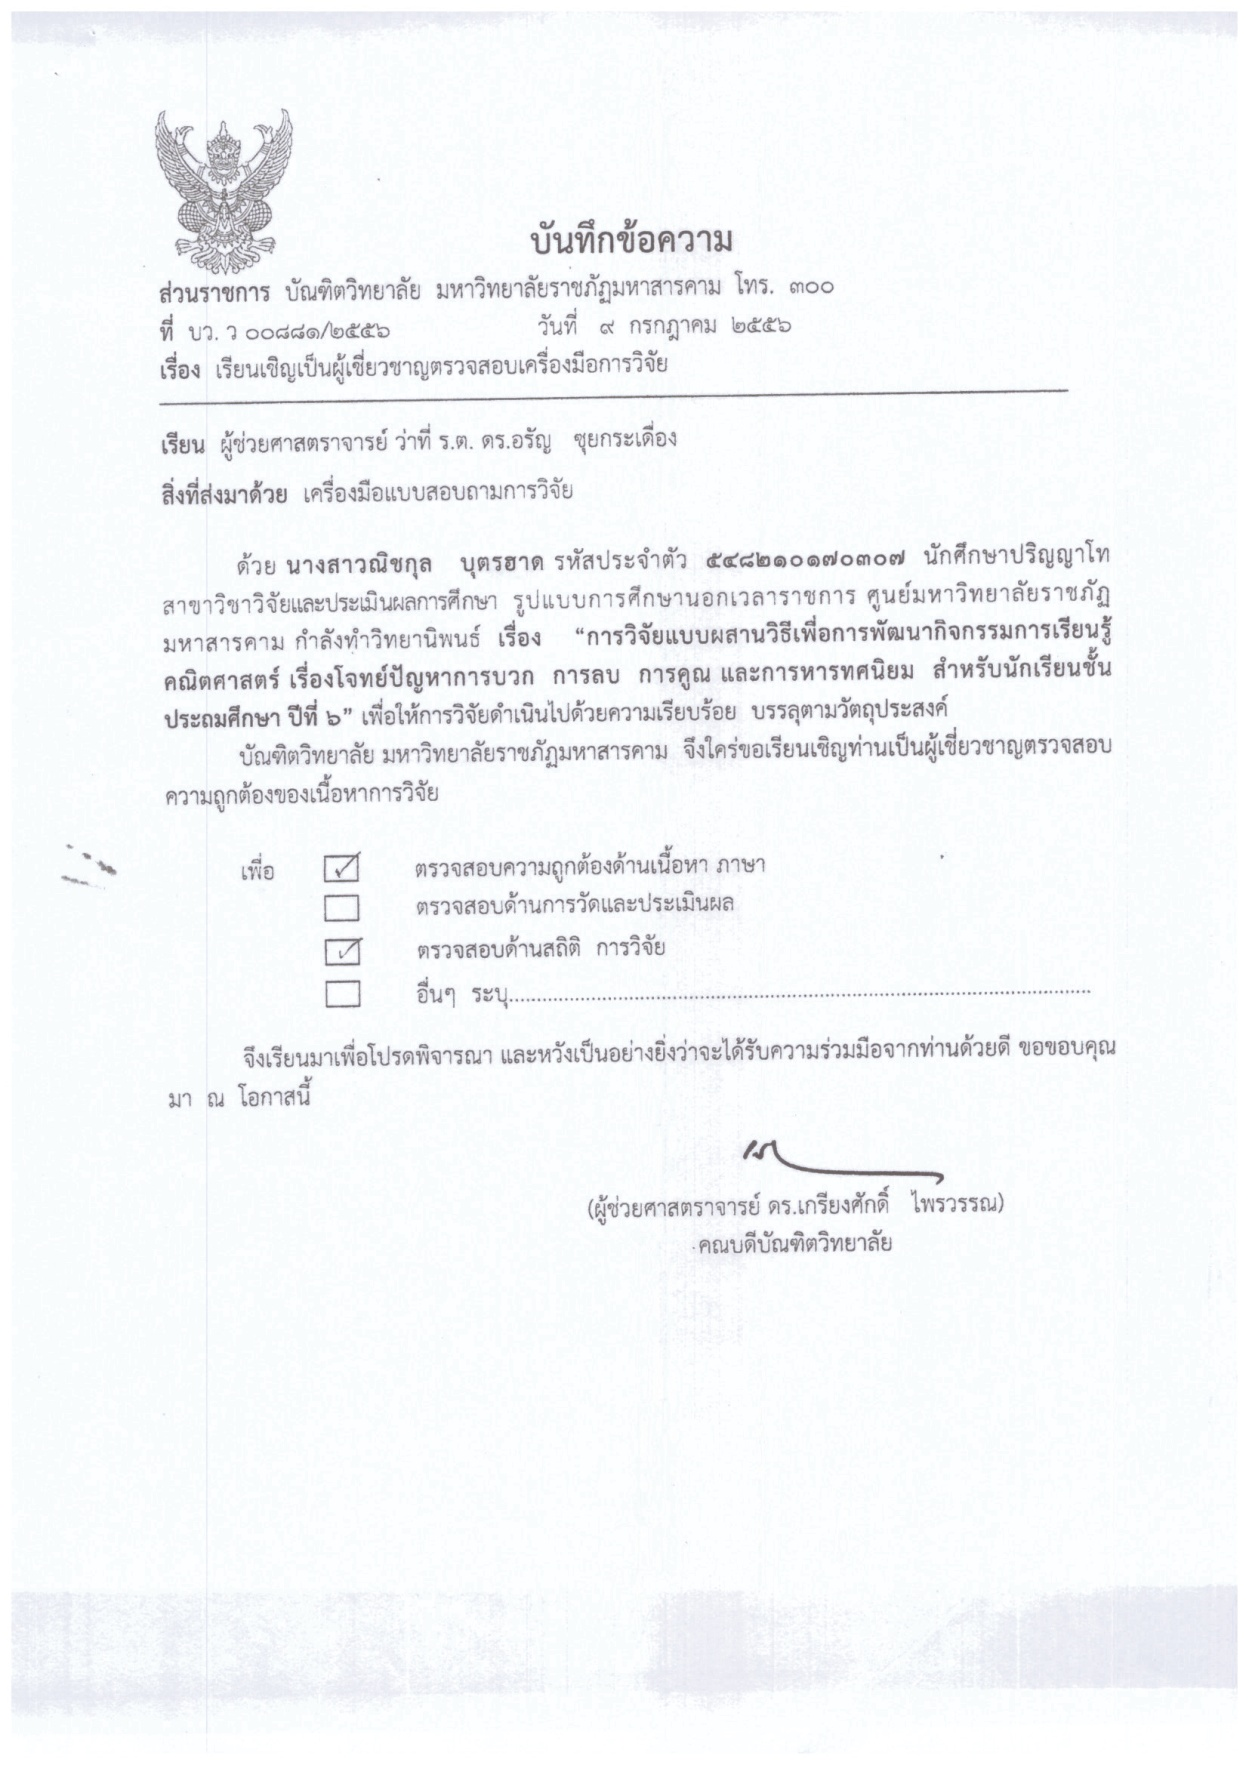 บันทึกข้อความ
ส่วนราชการ บัณฑิตวิทยาลัย มหาวิทยาลัยราชภัฏมหาสารคาม โทร. ๓๐๐
ที่ บว. ว ๐๐๘๘๑/๒๕๕๖ วันที่ ๙ กรกฎาคม ๒๕๕๖
เรื่อง เรียนเชิญเป็นผู้เชี่ยวชาญตรวจสอบเครื่องมือการวิจัย
เรียน ผู้ช่วยศาสตราจารย์ ว่าที่ ร.ต. ดร.อรัญ ซุยกระเดื่อง
สิ่งที่ส่งมาด้วย เครื่องมือแบบสอบถามการวิจัย
ด้วย นางสาวณิชกุล บุตรฮาด รหัสประจำตัว ๕๔๘๒๑๐๑๗๐๓๐๗ นักศึกษาปริญญาโท
สาขาวิชาวิจัยและประเมินผลการศึกษา รูปแบบการศึกษานอกเวลาราชการ ศูนย์มหาวิทยาลัยราชภัฏ
มหาสารคาม กำลังทำวิทยานิพนธ์ เรื่อง “การวิจัยแบบผสานวิธีเพื่อการพัฒนากิจกรรมการเรียนรู้
คณิตศาสตร์ เรื่องโจทย์ปัญหาการบวก การลบ การคูณ และการหารทศนิยม สำหรับนักเรียนชั้น
ประถมศึกษา ปีที่ ๖” เพื่อให้การวิจัยดำเนินไปด้วยความเรียบร้อย บรรลุตามวัตถุประสงค์
บัณฑิตวิทยาลัย มหาวิทยาลัยราชภัฏมหาสารคาม จึงใคร่ขอเรียนเชิญท่านเป็นผู้เชี่ยวชาญตรวจสอบ
ความถูกต้องของเนื้อหาการวิจัย
เพื่อ ตรวจสอบความถูกต้องด้านเนื้อหา ภาษา
ตรวจสอบด้านการวัดและประเมินผล
ตรวจสอบด้านสถิติ การวิจัย
อื่นๆ ระบุ..........................................................................................
จึงเรียนมาเพื่อโปรดพิจารณา และหวังเป็นอย่างยิ่งว่าจะได้รับความร่วมมือจากท่านด้วยดี ขอขอบคุณ
มา ณ โอกาสนี้
(ผู้ช่วยศาสตราจารย์ ดร.เกรียงศักดิ์ ไพรวรรณ)
คณบดีบัณฑิตวิทยาลัย